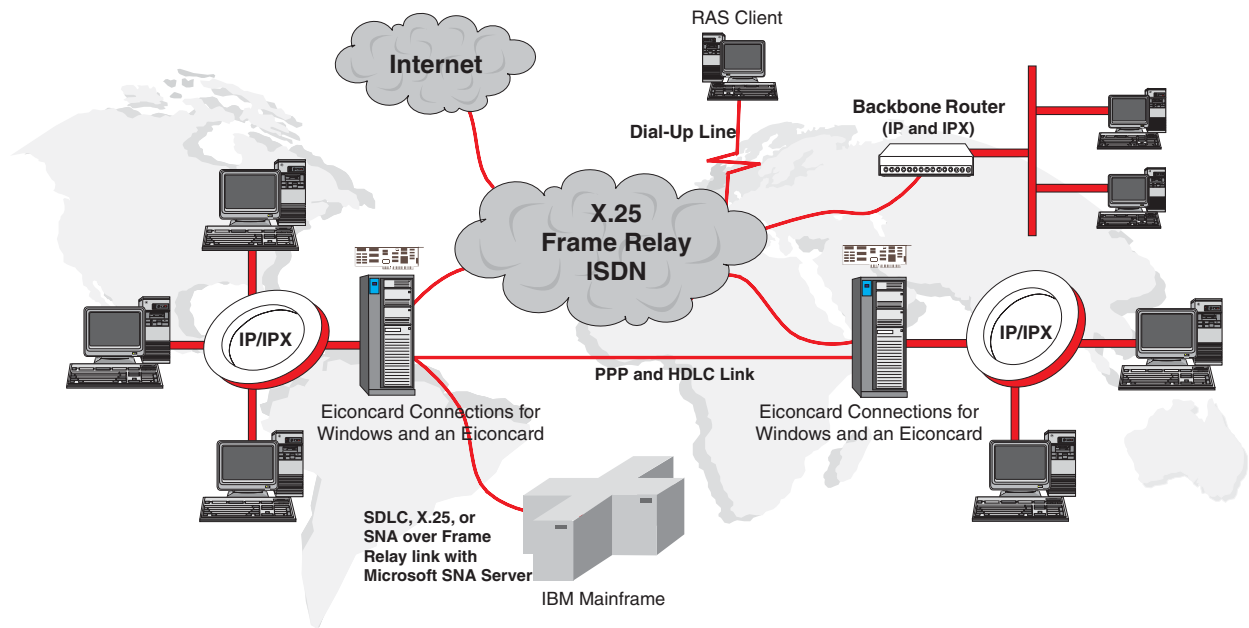 RAS Client
Internet
Dial-Up Line
Backbone Router
(IP and IPX)
X.25
Frame Relay
ISDN
IP/IPX
IP/IPX
PPP and HDLC Link
Eiconcard Connections for
Windows and an Eiconcard
Eiconcard Connections for
Windows and an Eiconcard
SDLC, X.25, or
SNA over Frame
Relay link with
Microsoft SNA Server
IBM Mainframe